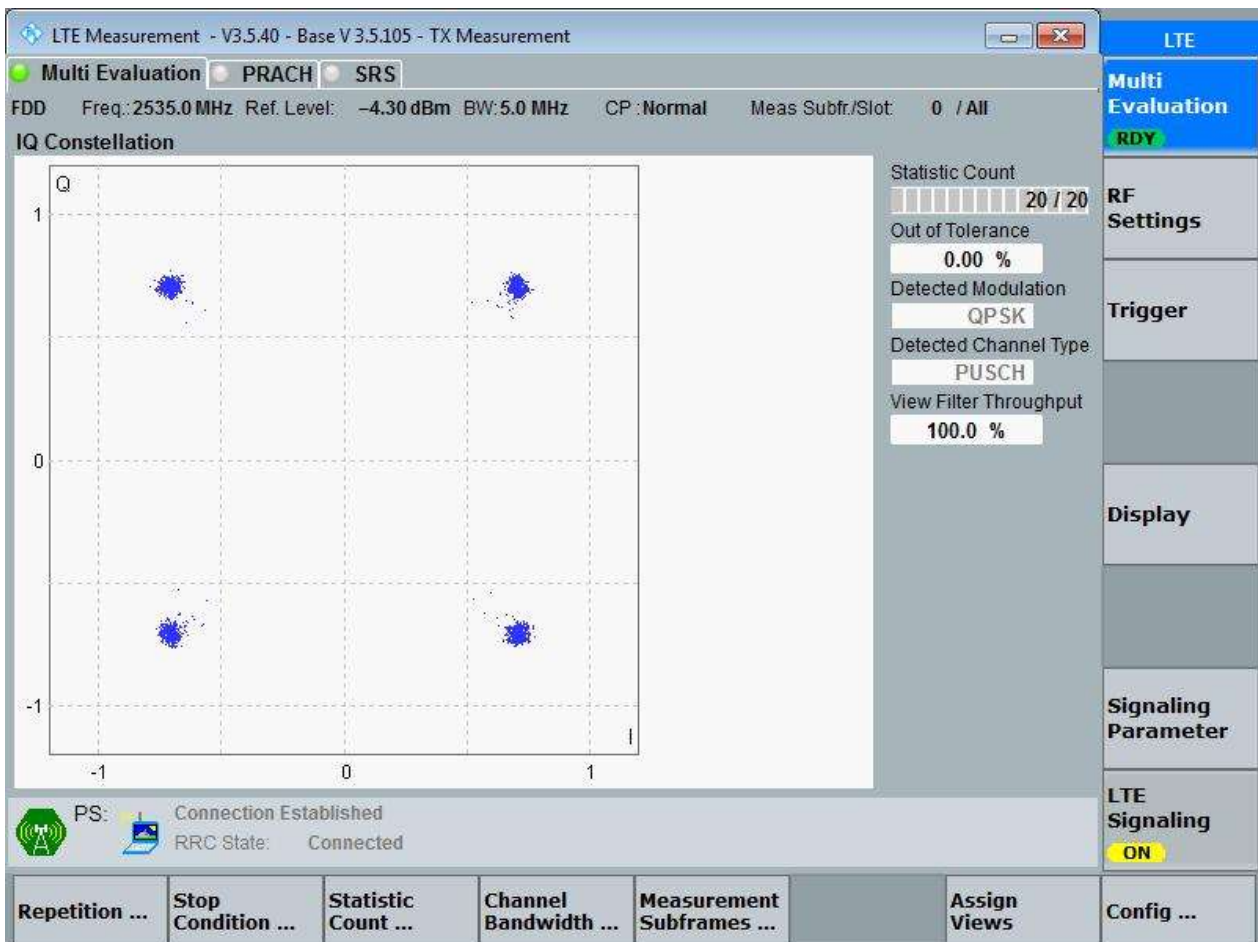 LTE Measurement - V3.5.40 - Base V 3.5.105 - TX Measurement
LTE
Multi Evaluation PRACH SRS
Multi
Evaluation
RDY
FDD Freq.: 2535.0 MHz Ref. Level: -4.30 dBm BW: 5.0 MHz CP : Normal Meas Subfr./Slot: 0 / All
IQ Constellation
Q
1
0
-1
I
-1 0 1
Statistic Count
20 / 20
Out of Tolerance
0.00 %
Detected Modulation
QPSK
Detected Channel Type
PUSCH
View Filter Throughput
100.0 %
RF
Settings
Trigger
Display
Signaling
Parameter
LTE
Signaling
ON
PS: Connection Established
RRC State: Connected
Repetition ...
Stop
Condition ...
Statistic
Count ...
Channel
Bandwidth ...
Measurement
Subframes ...
Assign
Views
Config ...